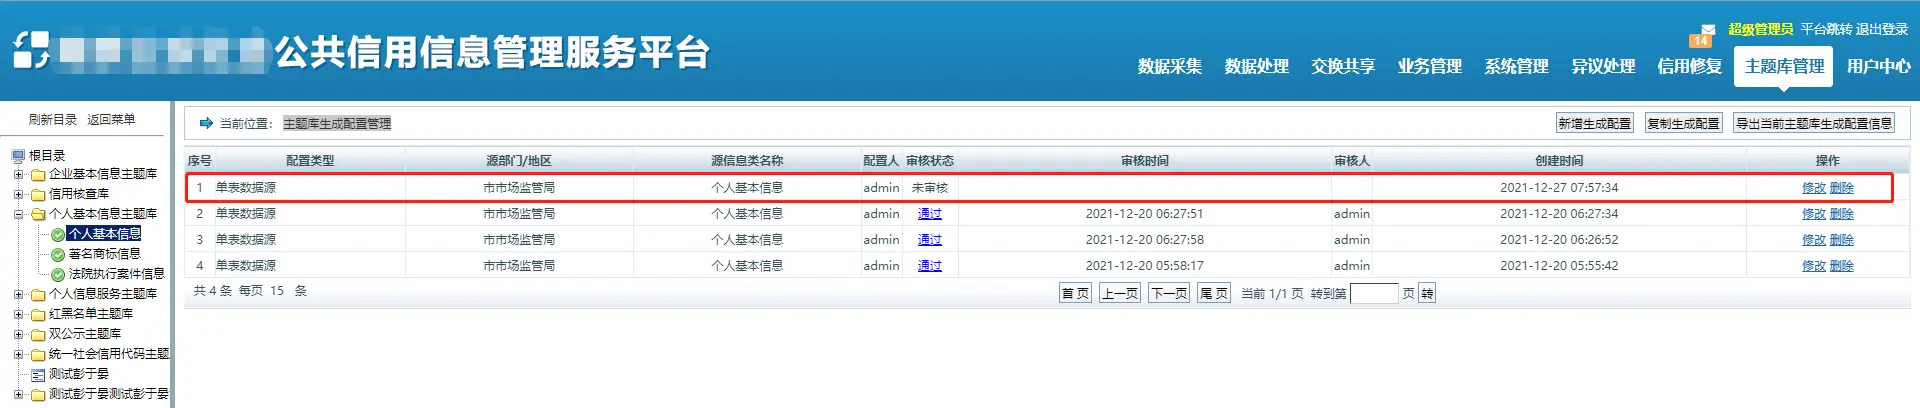 公共信用信息管理服务平台
14
超级管理员 平台跳转 退出登录
数据采集 数据处理 交换共享 业务管理 系统管理 异议处理 信用修复 主题库管理 用户中心
刷新目录 返回菜单
根目录
企业基本信息主题库
信用核查库
个人基本信息主题库
个人基本信息
著名商标信息
法院执行案件信息
个人信息服务主题库
红黑名单主题库
双公示主题库
统一社会信用代码主题
测试彭于晏
测试彭于晏测试彭于晏
当前位置： 主题库生成配置管理
新增生成配置 复制生成配置 导出当前主题库生成配置信息
序号 配置类型 源部门/地区 源信息类名称 配置人 审核状态 审核时间 审核人 创建时间 操作
1 单表数据源 市市场监管局 个人基本信息 admin 未审核 2021-12-27 07:57:34 修改 删除
2 单表数据源 市市场监管局 个人基本信息 admin 通过 2021-12-20 06:27:51 admin 2021-12-20 06:27:34 修改 删除
3 单表数据源 市市场监管局 个人基本信息 admin 通过 2021-12-20 06:27:58 admin 2021-12-20 06:26:52 修改 删除
4 单表数据源 市市场监管局 个人基本信息 admin 通过 2021-12-20 05:58:17 admin 2021-12-20 05:55:42 修改 删除
共 4 条 每页 15 条 首 页 上一页 下一页 尾 页 当前 1/1 页 转到第 页 转